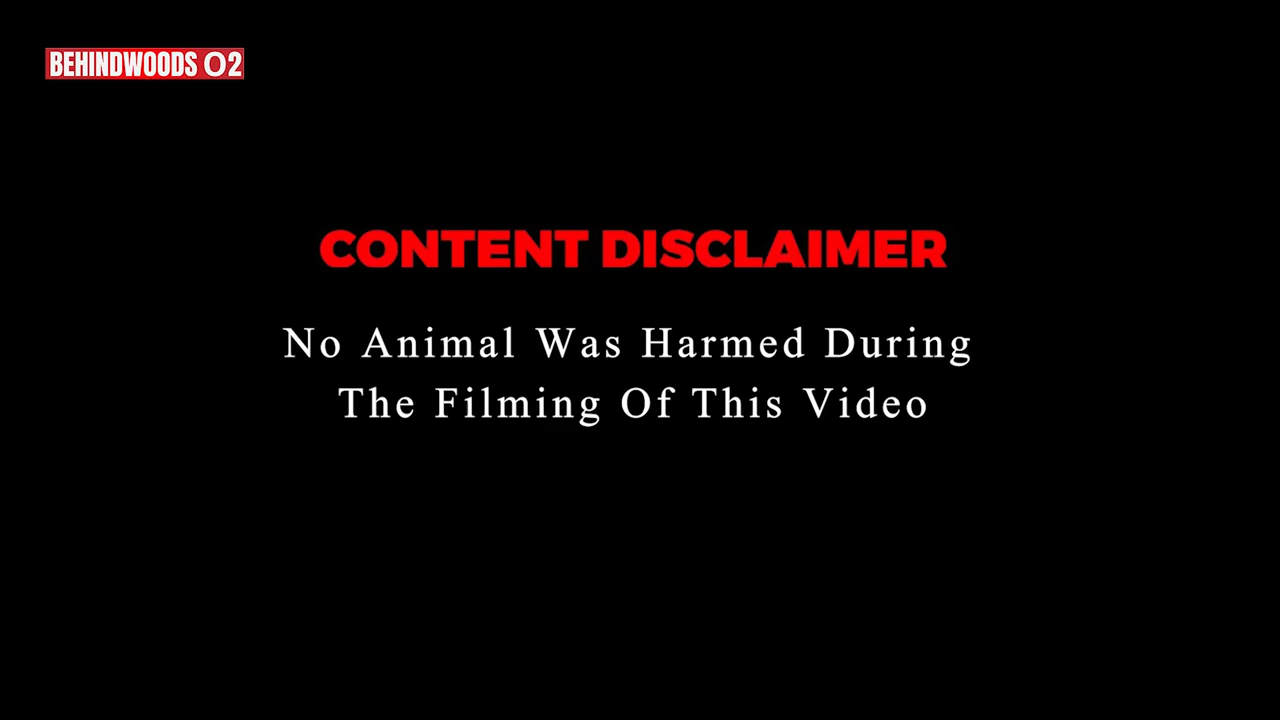 BEHINDWOODS O2
CONTENT DISCLAIMER
No Animal Was Harmed During
The Filming Of This Video